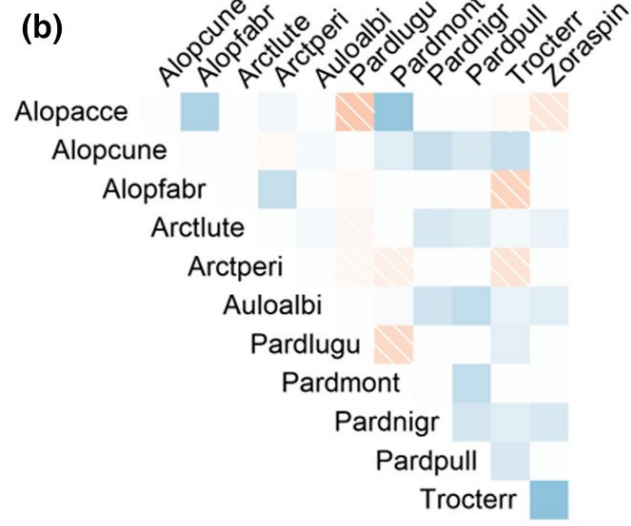 (b)
Alopcune
Alopfabr
Arctlute
Arctperi
Auloalbi
Pardlugu
Pardmont
Pardnigr
Pardpull
Trocterr
Zoraspin
Alopacce
Alopcune
Alopfabr
Arctlute
Arctperi
Auloalbi
Pardlugu
Pardmont
Pardnigr
Pardpull
Trocterr